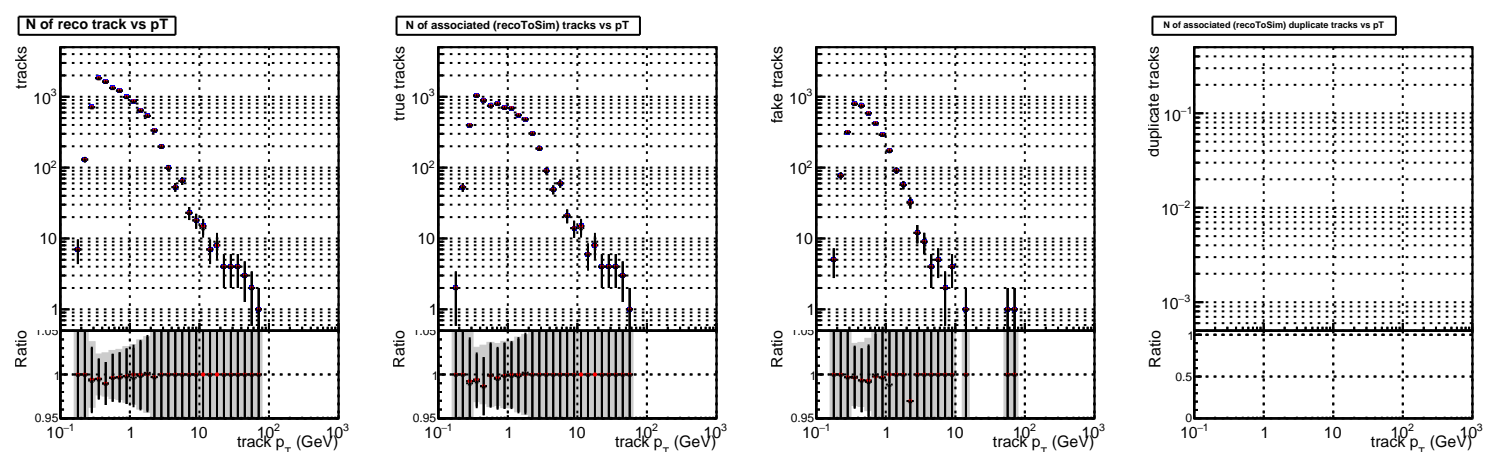 N of reco track vs pT
tracks
10³
10²
10
1
1.05
Ratio
1
0.95
10⁻¹ 1 10 10² 10³
track p_T (GeV)
N of associated (recoToSim) tracks vs pT
true tracks
10³
10²
10
1
1.05
Ratio
1
0.95
10⁻¹ 1 10 10² 10³
track p_T (GeV)
fake tracks
10³
10²
10
1
1.05
Ratio
1
0.95
10⁻¹ 1 10 10² 10³
track p_T (GeV)
N of associated (recoToSim) duplicate tracks vs pT
duplicate tracks
10⁻¹
10⁻²
10⁻³
Ratio
1
0.5
0
10⁻¹ 1 10 10² 10³
track p_T (GeV)